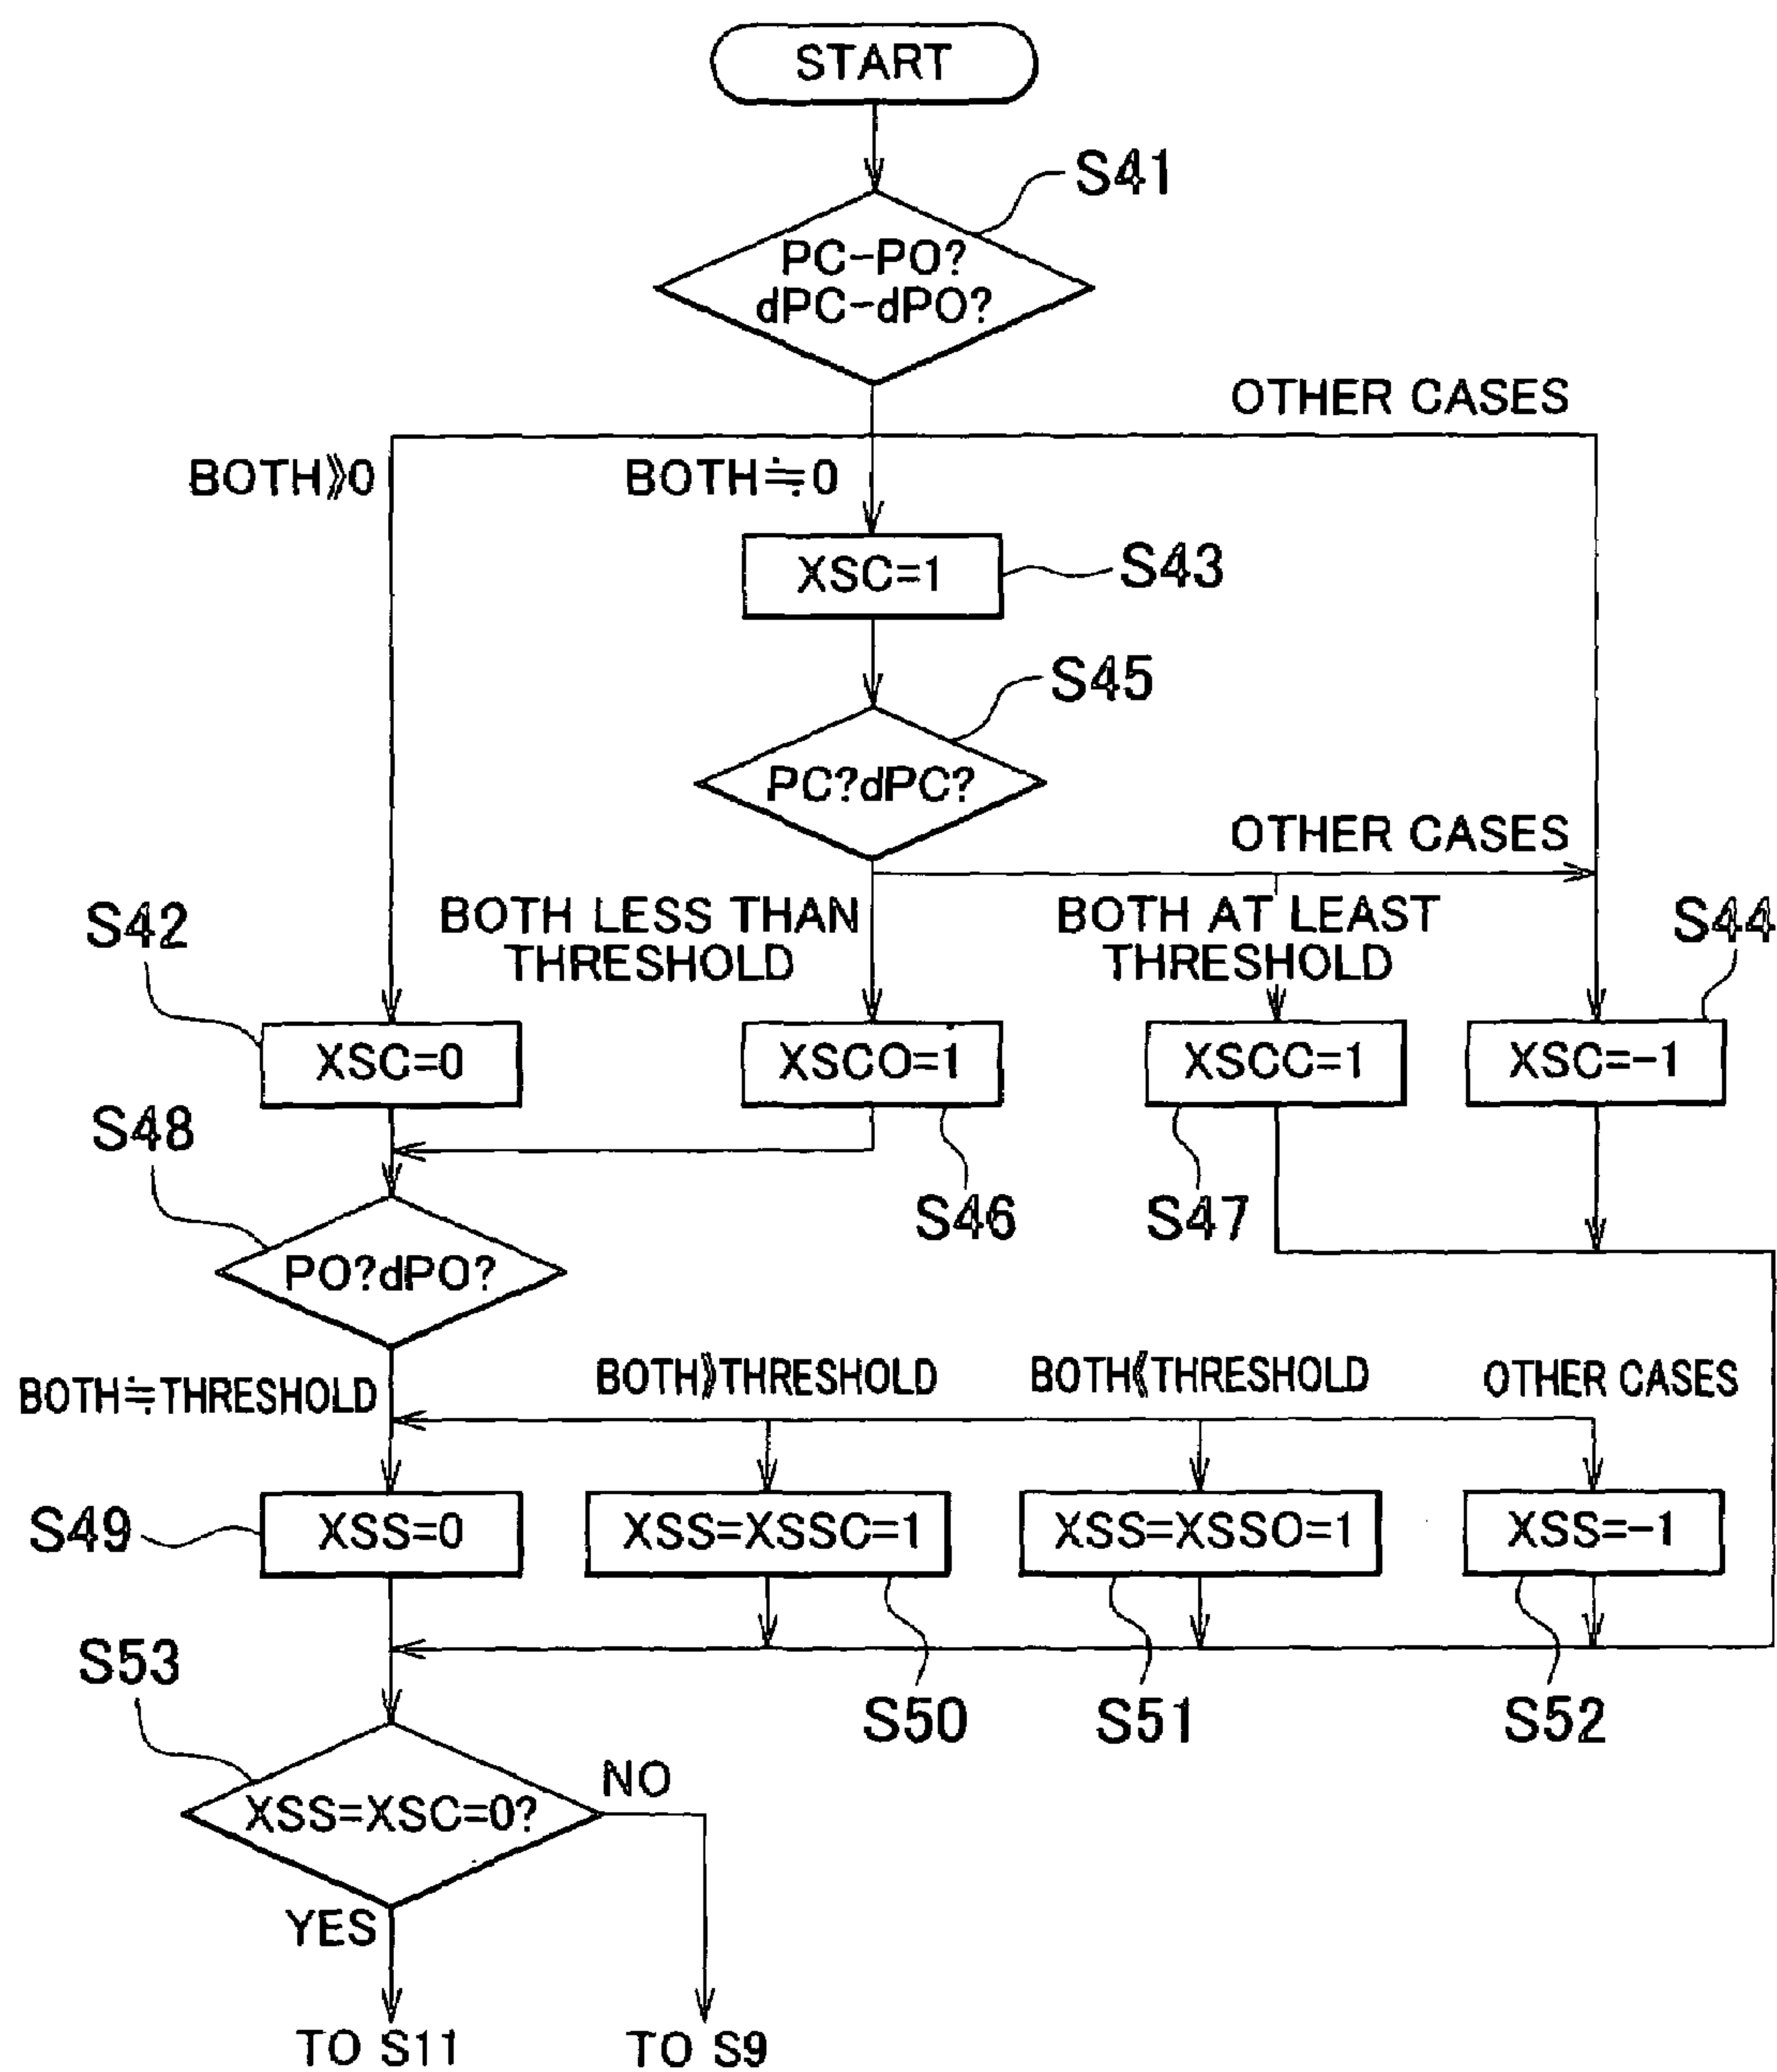 START
S41
PC-PO?
dPC-dPO?
OTHER CASES
BOTH》0
BOTH≒0
XSC=1
S43
S45
PC?dPC?
OTHER CASES
S42
BOTH LESS THAN
THRESHOLD
BOTH AT LEAST
THRESHOLD
S44
XSC=0
XSCO=1
XSCC=1
XSC=-1
S48
S46
S47
PO?dPO?
BOTH≒THRESHOLD
BOTH》THRESHOLD
BOTH《THRESHOLD
OTHER CASES
S49
XSS=0
XSS=XSSC=1
XSS=XSSO=1
XSS=-1
S53
S50
S51
S52
XSS=XSC=0?
NO
YES
TO S11
TO S9